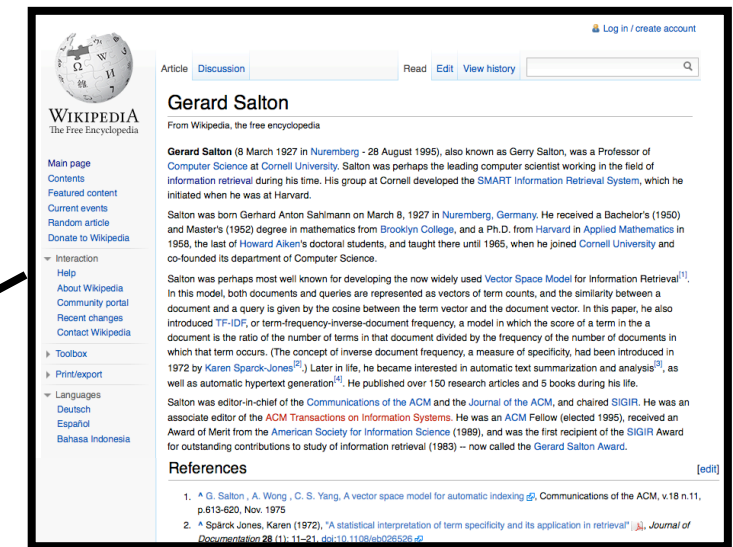 Log in / create account
Article Discussion Read Edit View history
WIKIPEDIA
The Free Encyclopedia
Main page
Contents
Featured content
Current events
Random article
Donate to Wikipedia
Interaction
Help
About Wikipedia
Community portal
Recent changes
Contact Wikipedia
Toolbox
Print/export
Languages
Deutsch
Español
Bahasa Indonesia
Gerard Salton
From Wikipedia, the free encyclopedia
Gerard Salton (8 March 1927 in Nuremberg - 28 August 1995), also known as Gerry Salton, was a Professor of
Computer Science at Cornell University. Salton was perhaps the leading computer scientist working in the field of
information retrieval during his time. His group at Cornell developed the SMART Information Retrieval System, which he
initiated when he was at Harvard.
Salton was born Gerhard Anton Sahlmann on March 8, 1927 in Nuremberg, Germany. He received a Bachelor's (1950)
and Master's (1952) degree in mathematics from Brooklyn College, and a Ph.D. from Harvard in Applied Mathematics in
1958, the last of Howard Aiken's doctoral students, and taught there until 1965, when he joined Cornell University and
co-founded its department of Computer Science.
Salton was perhaps most well known for developing the now widely used Vector Space Model for Information Retrieval[1].
In this model, both documents and queries are represented as vectors of term counts, and the similarity between a
document and a query is given by the cosine between the term vector and the document vector. In this paper, he also
introduced TF-IDF, or term-frequency-inverse-document frequency, a model in which the score of a term in the a
document is the ratio of the number of terms in that document divided by the frequency of the number of documents in
which that term occurs. (The concept of inverse document frequency, a measure of specificity, had been introduced in
1972 by Karen Sparck-Jones[2].) Later in life, he became interested in automatic text summarization and analysis[3], as
well as automatic hypertext generation[4]. He published over 150 research articles and 5 books during his life.
Salton was editor-in-chief of the Communications of the ACM and the Journal of the ACM, and chaired SIGIR. He was an
associate editor of the ACM Transactions on Information Systems. He was an ACM Fellow (elected 1995), received an
Award of Merit from the American Society for Information Science (1989), and was the first recipient of the SIGIR Award
for outstanding contributions to study of information retrieval (1983) -- now called the Gerard Salton Award.
References [edit]
1. ^ G. Salton , A. Wong , C. S. Yang, A vector space model for automatic indexing, Communications of the ACM, v.18 n.11,
p.613-620, Nov. 1975
2. ^ Spärck Jones, Karen (1972), "A statistical interpretation of term specificity and its application in retrieval", Journal of
Documentation 28 (1): 11–21, doi:10.1108/eb026526